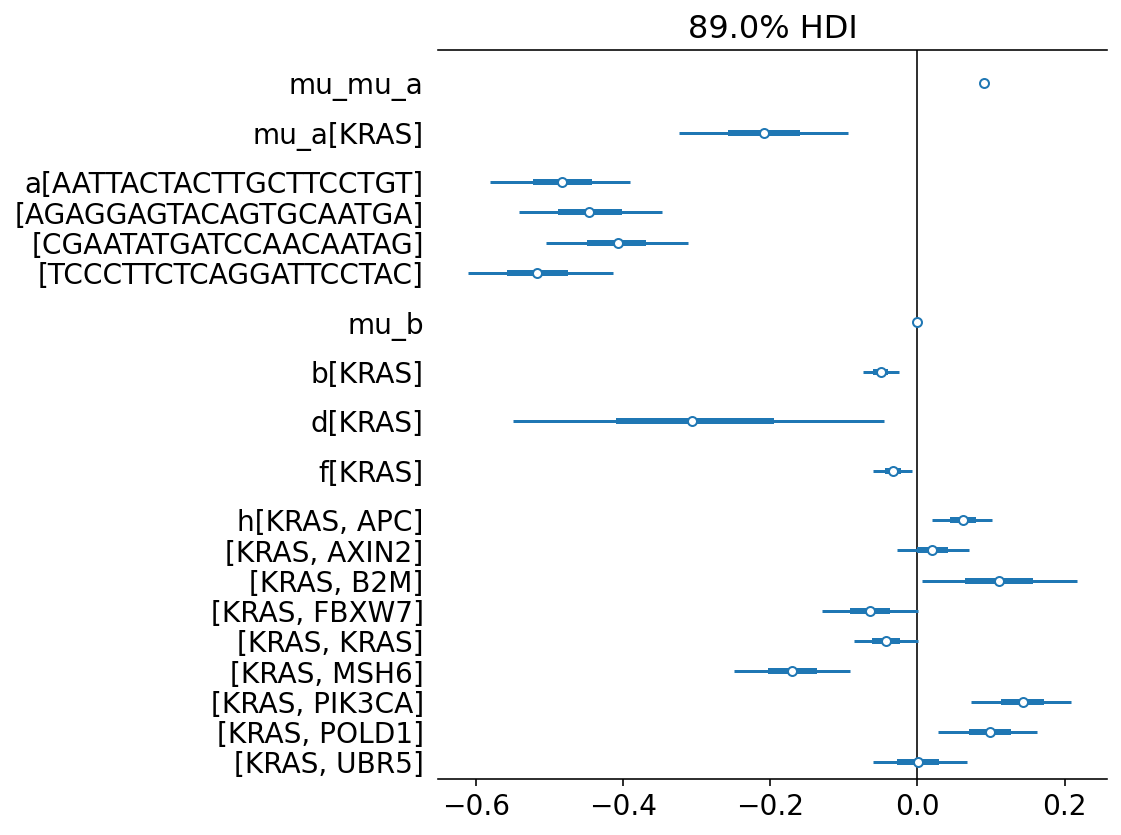 89.0% HDI
mu_mu_a
mu_a[KRAS]
a[AATTACTACTTGCTTCCTGT]
[AGAGGAGTACAGTGCAATGA]
[CGAATATGATCCAACAATAG]
[TCCCTTCTCAGGATTCCTAC]
mu_b
b[KRAS]
d[KRAS]
f[KRAS]
h[KRAS, APC]
[KRAS, AXIN2]
[KRAS, B2M]
[KRAS, FBXW7]
[KRAS, KRAS]
[KRAS, MSH6]
[KRAS, PIK3CA]
[KRAS, POLD1]
[KRAS, UBR5]
−0.6 −0.4 −0.2 0.0 0.2